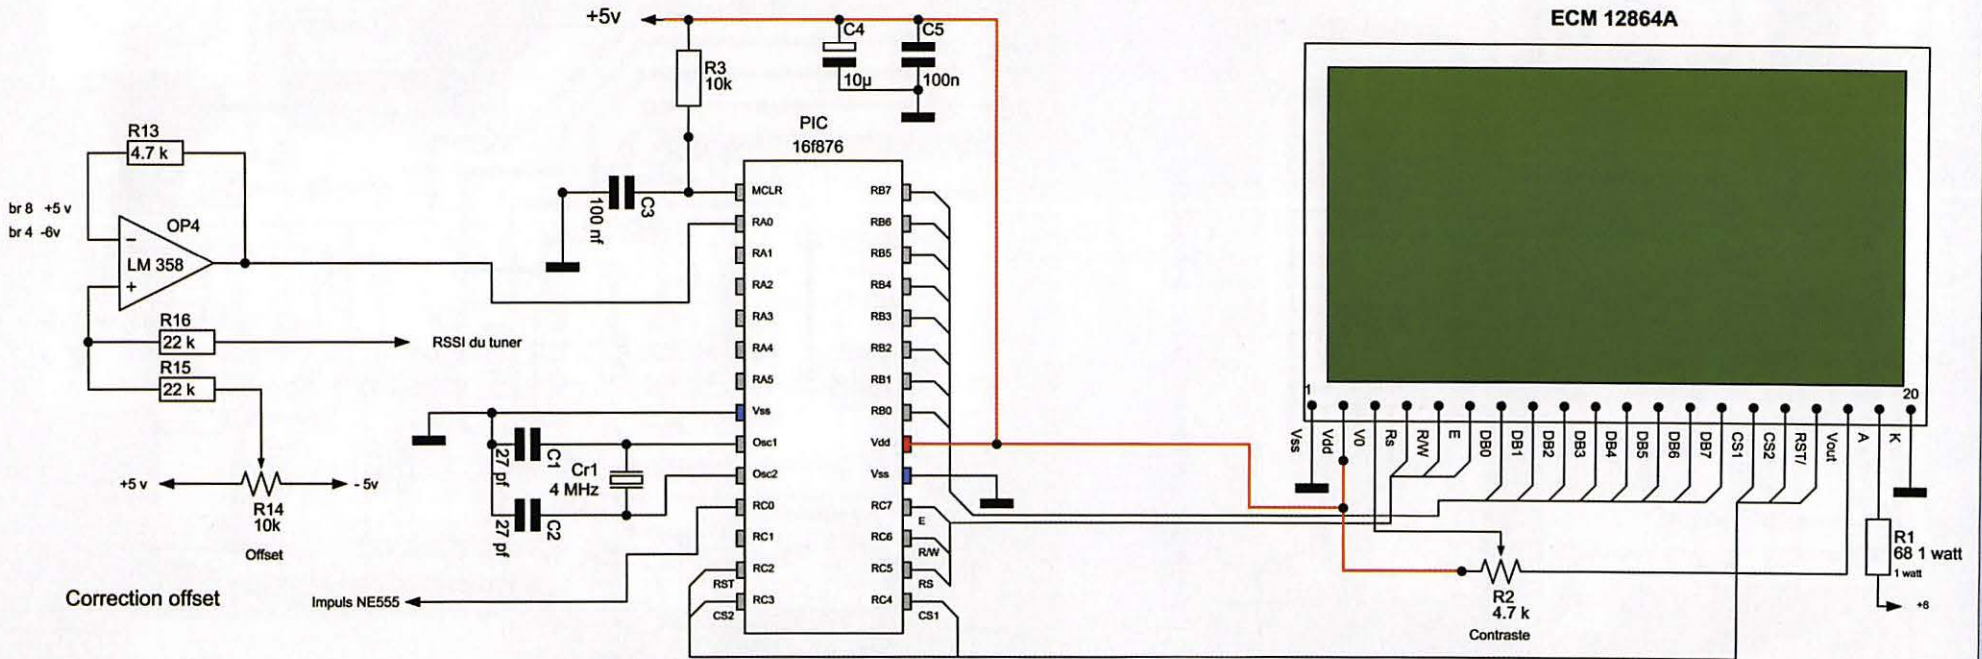 +5v
C4
10µ
C5
100n
R3
10k
ECM 12864A
PIC
16f876
R13
4.7 k
br 8 +5 v
br 4 -6v
OP4
−
LM 358
+
R16
22 k
RSSI du tuner
R15
22 k
+5 v
- 5v
R14
10k
Offset
Correction offset
Impuls NE555
C3
100 nf
27 pf
C1
Cr1
4 MHz
27 pf
C2
MCLR
RA0
RA1
RA2
RA3
RA4
RA5
Vss
Osc1
Osc2
RC0
RC1
RC2
RST
RC3
CS2
RB7
RB6
RB5
RB4
RB3
RB2
RB1
RB0
Vdd
Vss
RC7
E
RC6
R/W
RC5
RS
RC4
CS1
1
20
Vss
Vdd
V0
Rs
R/W
E
DB0
DB1
DB2
DB3
DB4
DB5
DB6
DB7
CS1
CS2
RST/
Vout
A
K
R1
68 1 watt
1 watt
+6
R2
4.7 k
Contraste